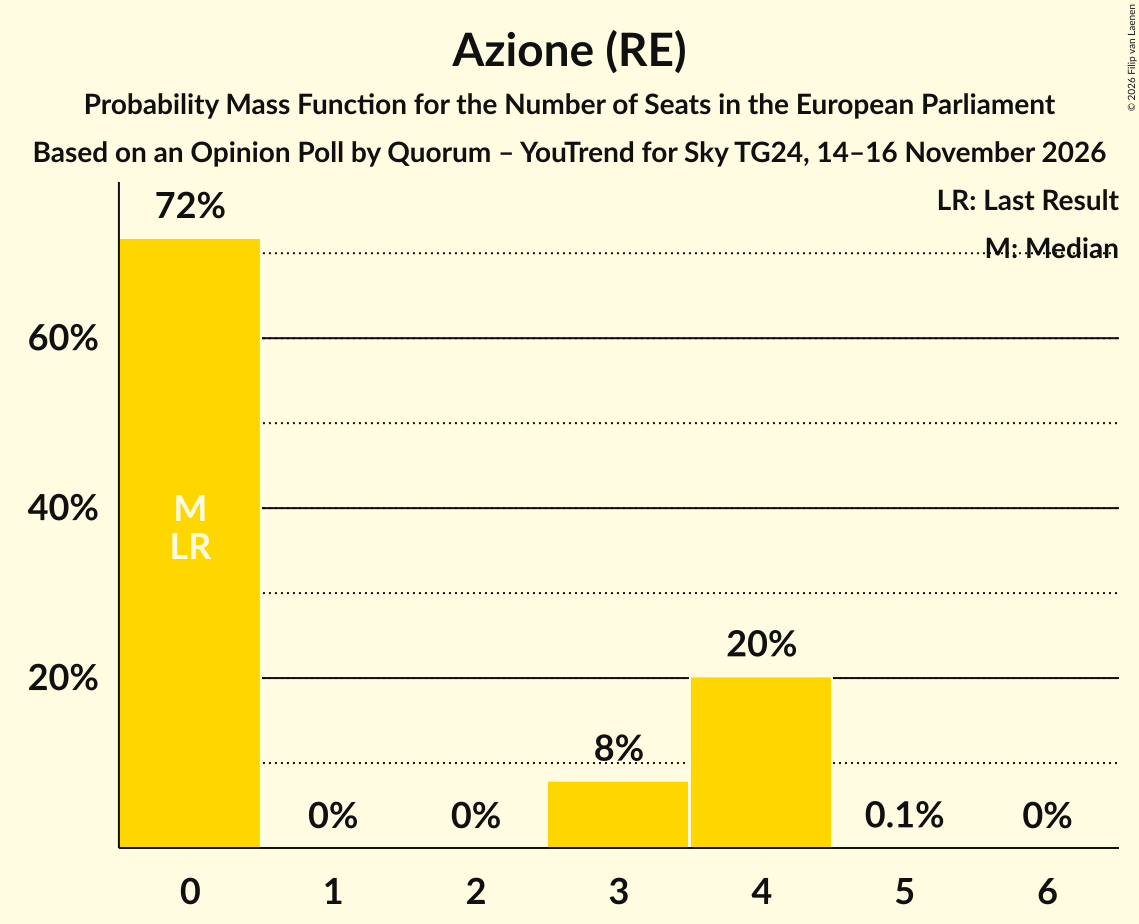 Azione (RE)
Probability Mass Function for the Number of Seats in the European Parliament
Based on an Opinion Poll by Quorum – YouTrend for Sky TG24, 14–16 November 2026
© 2026 Filip van Laenen
LR: Last Result
M: Median
72%
60%
40%
20%
M
LR
0%
0%
8%
20%
0.1%
0%
0 1 2 3 4 5 6